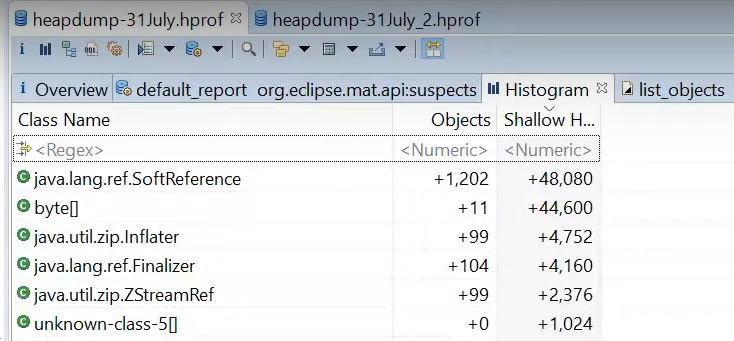 heapdump-31July.hprof heapdump-31July_2.hprof
i Overview default_report org.eclipse.mat.api:suspects Histogram list_objects
Class Name Objects Shallow H...
<Regex> <Numeric> <Numeric>
java.lang.ref.SoftReference +1,202 +48,080
byte[] +11 +44,600
java.util.zip.Inflater +99 +4,752
java.lang.ref.Finalizer +104 +4,160
java.util.zip.ZStreamRef +99 +2,376
unknown-class-5[] +0 +1,024